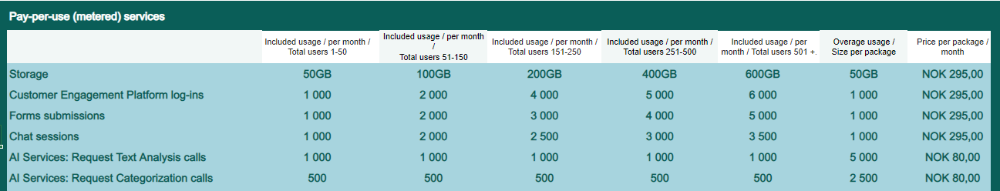 Pay-per-use (metered) services
Included usage / per month / Total users 1-50 Included usage / per month / Total users 51-150 Included usage / per month / Total users 151-250 Included usage / per month / Total users 251-500 Included usage / per month / Total users 501 +. Overage usage / Size per package Price per package / month
Storage 50GB 100GB 200GB 400GB 600GB 50GB NOK 295,00
Customer Engagement Platform log-ins 1 000 2 000 4 000 5 000 6 000 1 000 NOK 295,00
Forms submissions 1 000 2 000 3 000 4 000 5 000 1 000 NOK 295,00
Chat sessions 1 000 2 000 2 500 3 000 3 500 1 000 NOK 295,00
AI Services: Request Text Analysis calls 1 000 1 000 1 000 1 000 1 000 5 000 NOK 80,00
AI Services: Request Categorization calls 500 500 500 500 500 2 500 NOK 80,00